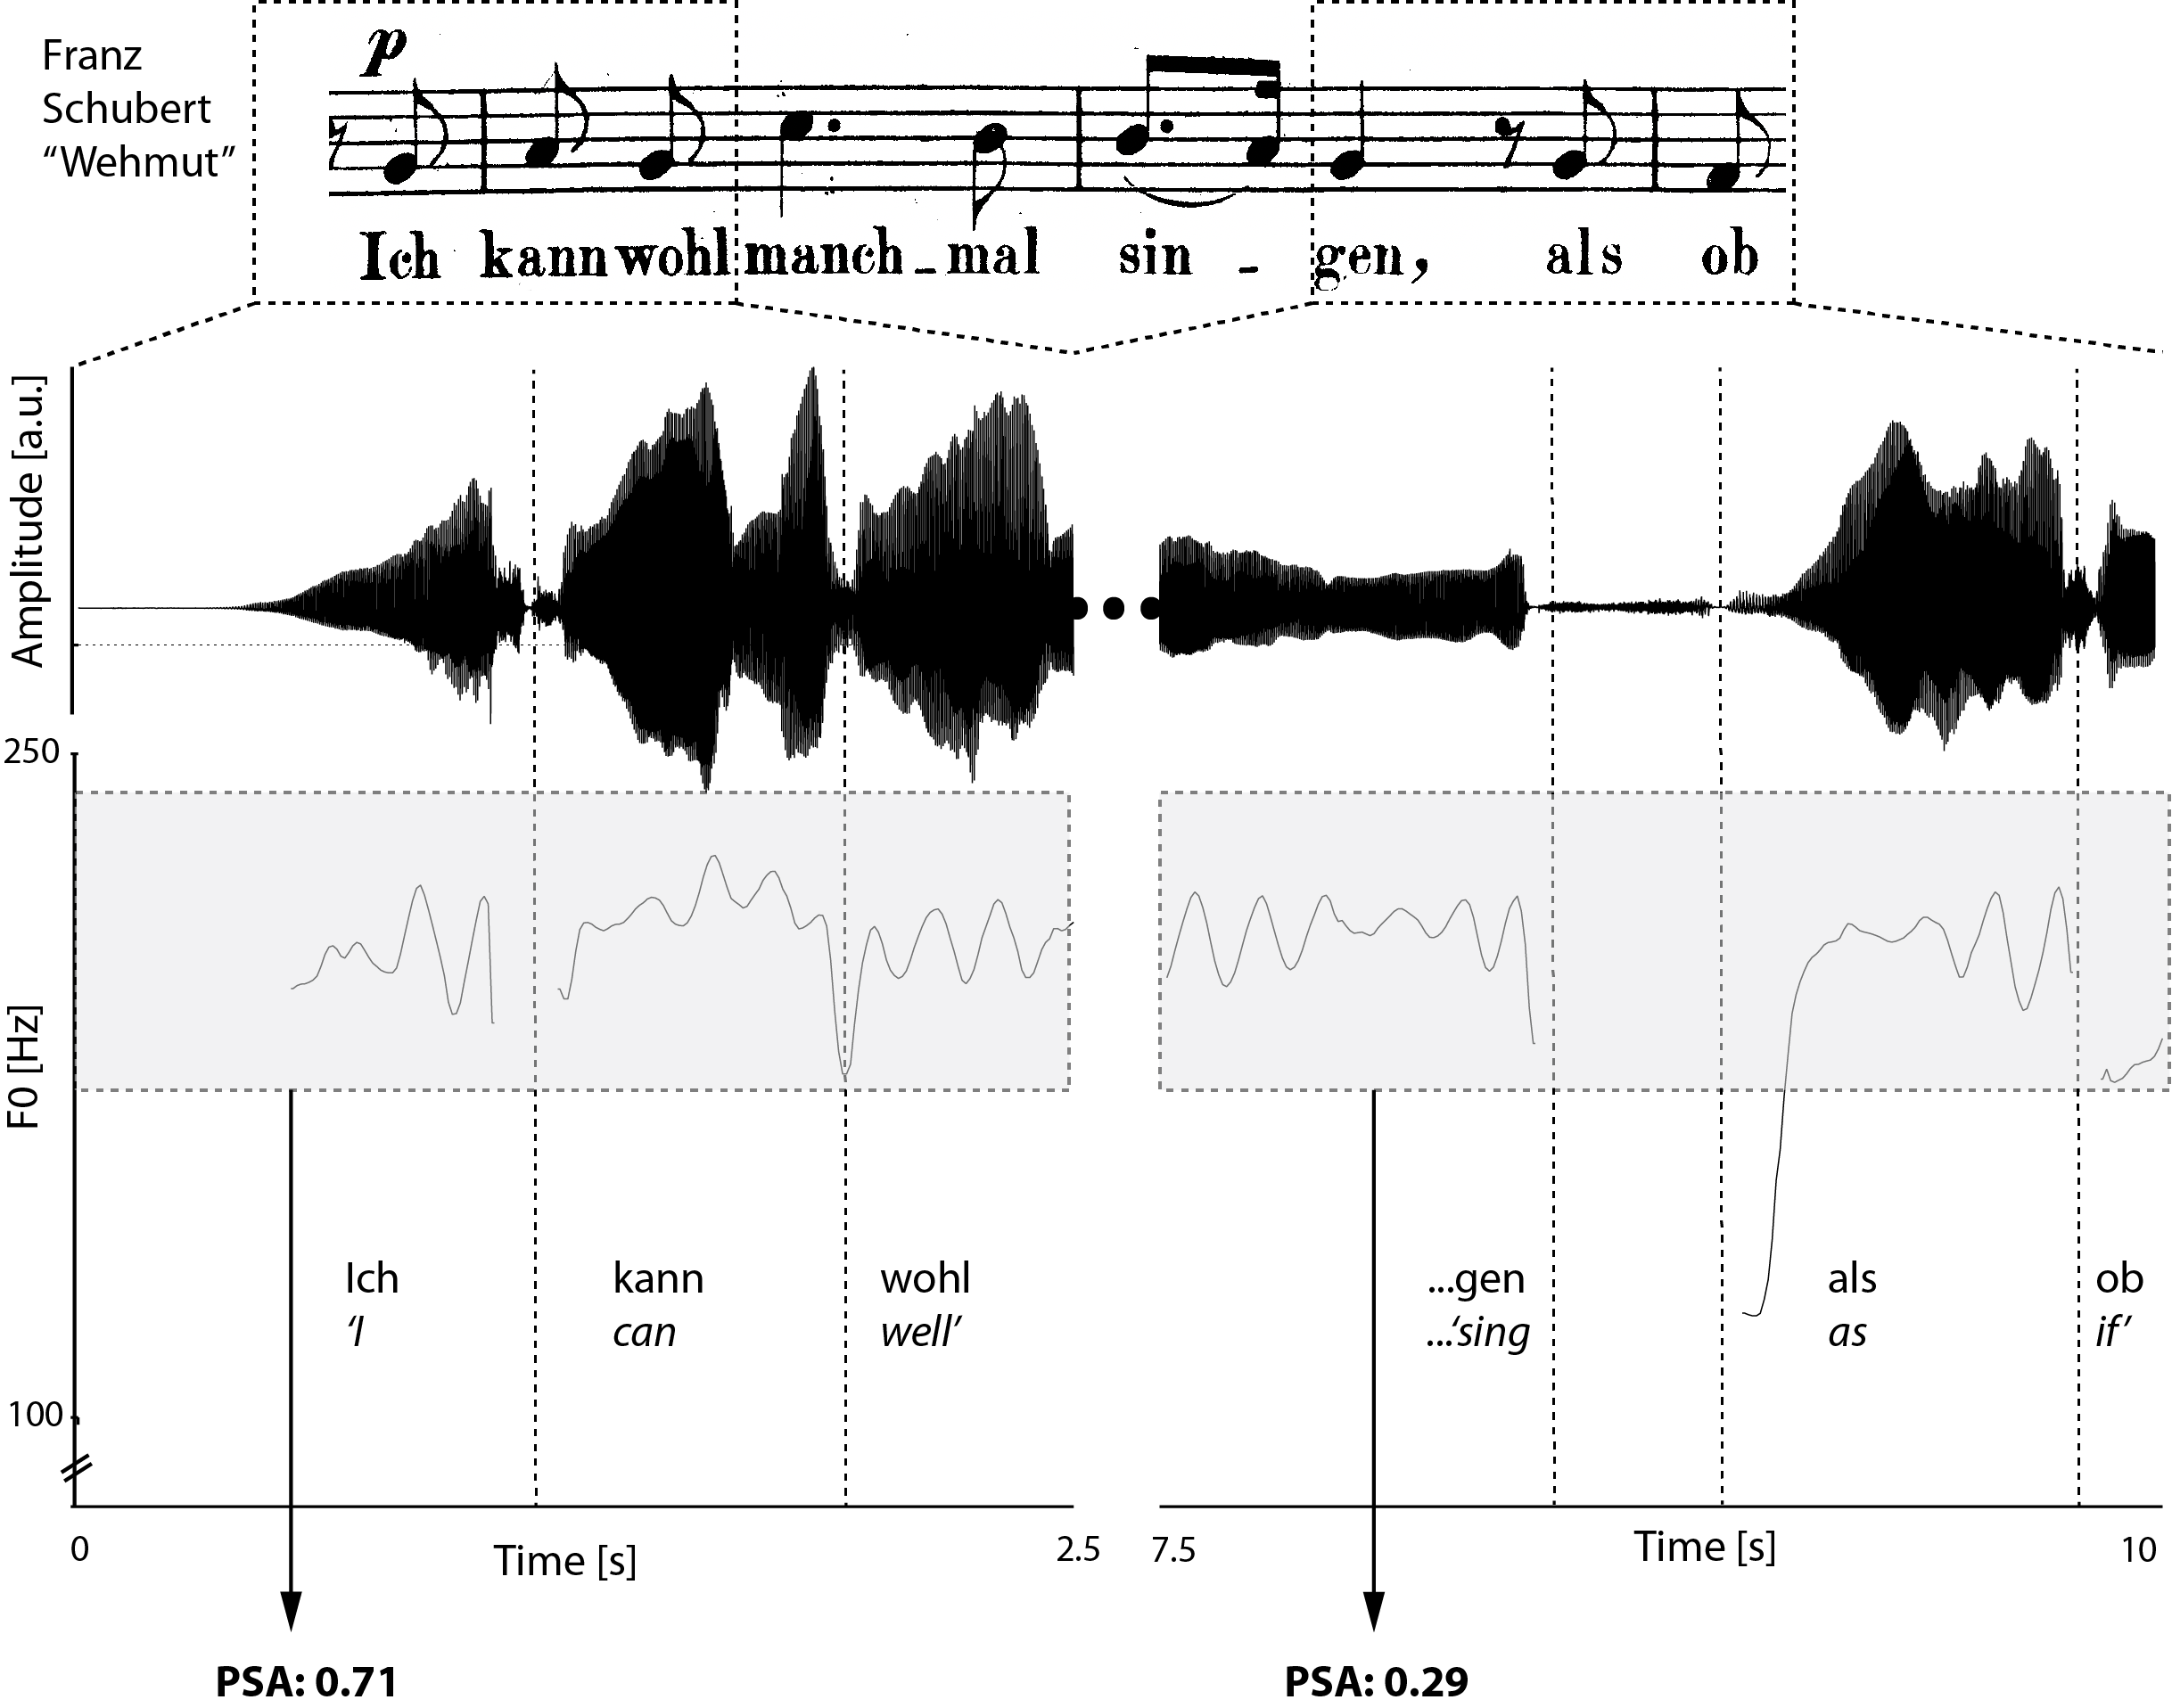 Franz
Schubert
“Wehmut”
p
Ich kann wohl manch - mal sin - gen, als ob
Amplitude [a.u.]
250
F0 [Hz]
100
Ich kann wohl ...gen als ob
‘I can well’ ...‘sing as if’
0 Time [s] 2.5 7.5 Time [s] 10
PSA: 0.71 PSA: 0.29